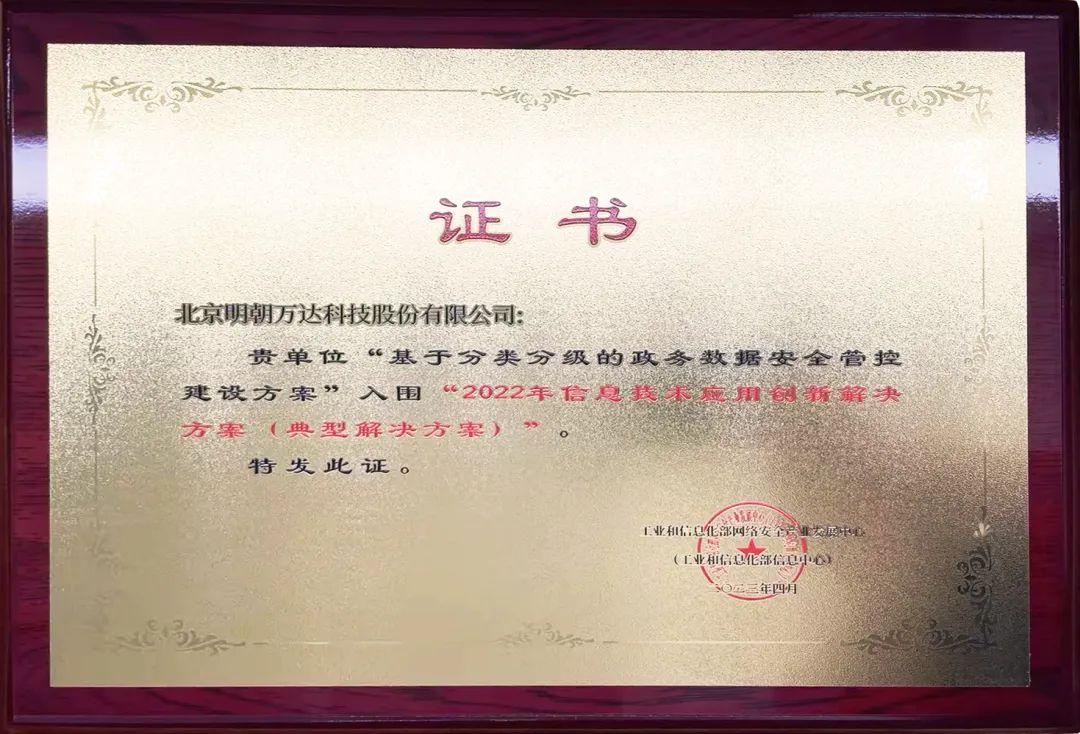 证书
北京明朝万达科技股份有限公司:
贵单位“基于分类分级的政务数据安全管控
建设方案”入围“2022年信息技术应用创新解决
方案(典型解决方案)”。
特发此证。
工业和信息化部网络安全产业发展中心
(工业和信息化部信息中心)
二〇二三年四月